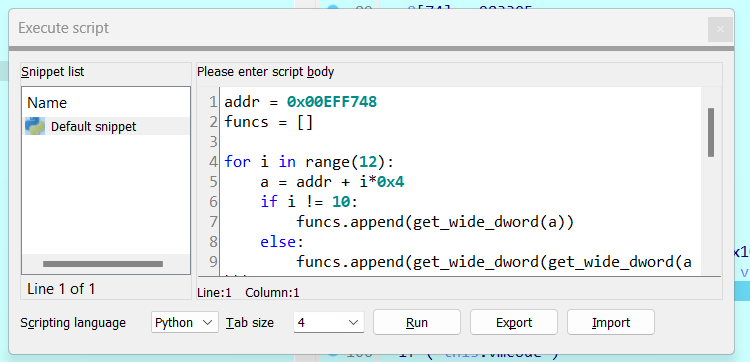 Execute script
Snippet list
Name
Default snippet
Line 1 of 1
Please enter script body
1 addr = 0x00EFF748
2 funcs = []
3
4 for i in range(12):
5     a = addr + i*0x4
6     if i != 10:
7         funcs.append(get_wide_dword(a))
8     else:
9         funcs.append(get_wide_dword(get_wide_dword(a
Line:1 Column:1
Scripting language Python Tab size 4 Run Export Import